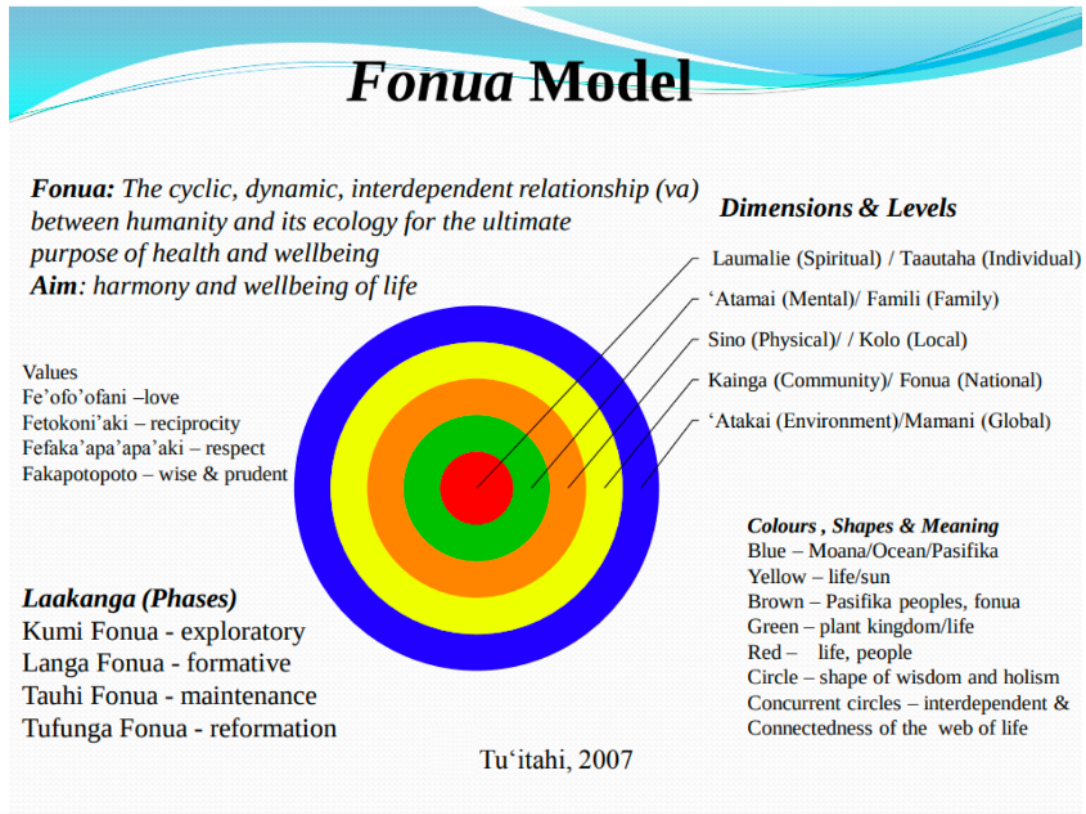 Fonua Model
Fonua: The cyclic, dynamic, interdependent relationship (va)
between humanity and its ecology for the ultimate
purpose of health and wellbeing
Aim: harmony and wellbeing of life
Dimensions & Levels
Laumalie (Spiritual) / Taautaha (Individual)
‘Atamai (Mental)/ Famili (Family)
Sino (Physical)/ / Kolo (Local)
Kainga (Community)/ Fonua (National)
‘Atakai (Environment)/Mamani (Global)
Values
Fe’ofo’ofani –love
Fetokoni’aki – reciprocity
Fefaka’apa’apa’aki – respect
Fakapotopoto – wise & prudent
Colours , Shapes & Meaning
Blue – Moana/Ocean/Pasifika
Yellow – life/sun
Brown – Pasifika peoples, fonua
Green – plant kingdom/life
Red – life, people
Circle – shape of wisdom and holism
Concurrent circles – interdependent &
Connectedness of the web of life
Laakanga (Phases)
Kumi Fonua - exploratory
Langa Fonua - formative
Tauhi Fonua - maintenance
Tufunga Fonua - reformation
Tu‘itahi, 2007